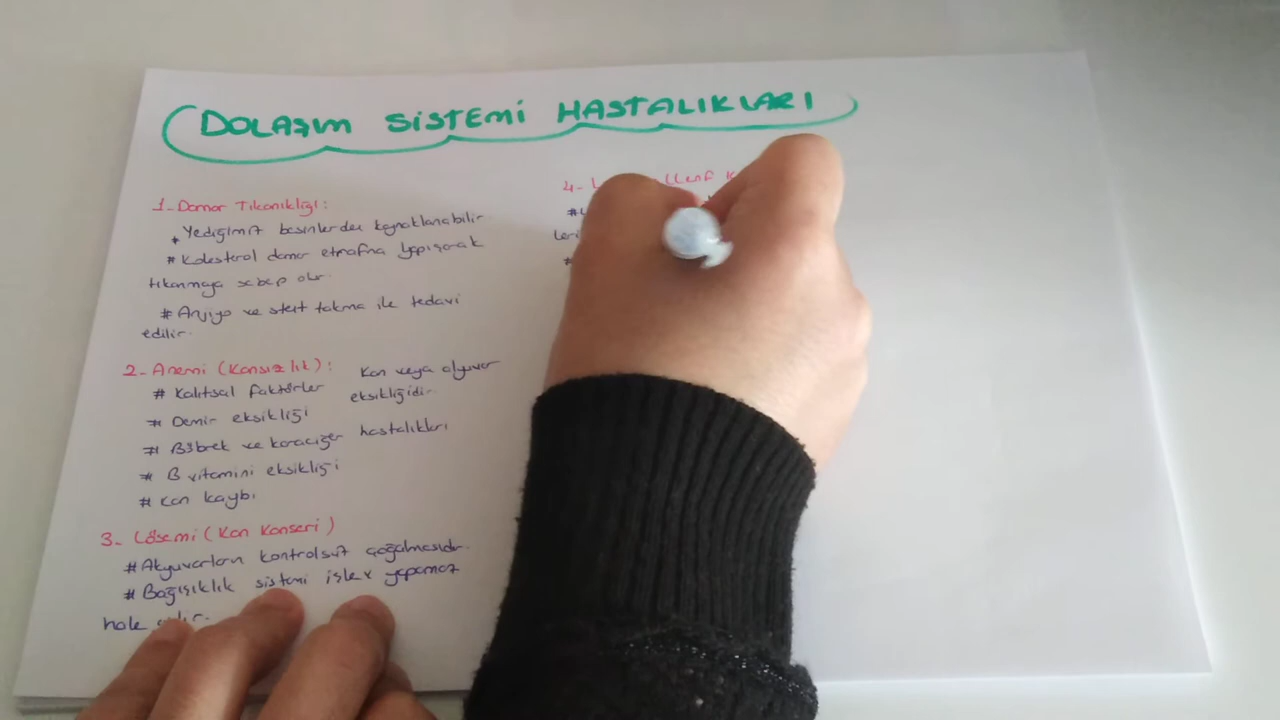 DOLAŞIM SİSTEMİ HASTALIKLARI
1- Damar Tıkanıklığı:
* Yediğimiz besinlerden kaynaklanabilir
# Kolesterol damar etrafına yapışarak
tıkanmaya sebep olur.
# Anjiyo ve stent takma ile tedavi
edilir.
2- Anemi (Kansızlık): Kan veya alyuvar
eksikliğidir.
# Kalıtsal faktörler
# Demir eksikliği
# Böbrek ve karaciğer hastalıkları
# B vitamini eksikliği
# Kan kaybı
3- Lösemi (Kan Kanseri)
# Akyuvarların kontrolsüz çoğalmasıdır.
# Bağışıklık sistemi işlev yapamaz
hale
4-
#
leri
#